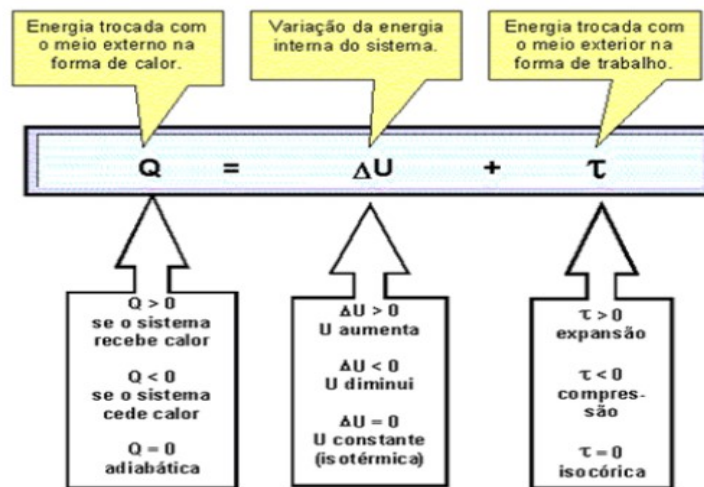 Energia trocada com
o meio externo na
forma de calor.
Variação da energia
interna do sistema.
Energia trocada com
o meio exterior na
forma de trabalho.
Q = ΔU + τ
Q > 0
se o sistema
recebe calor
Q < 0
se o sistema
cede calor
Q = 0
adiabática
ΔU > 0
U aumenta
ΔU < 0
U diminui
ΔU = 0
U constante
(isotérmica)
τ > 0
expansão
τ < 0
compres-
são
τ = 0
isocórica